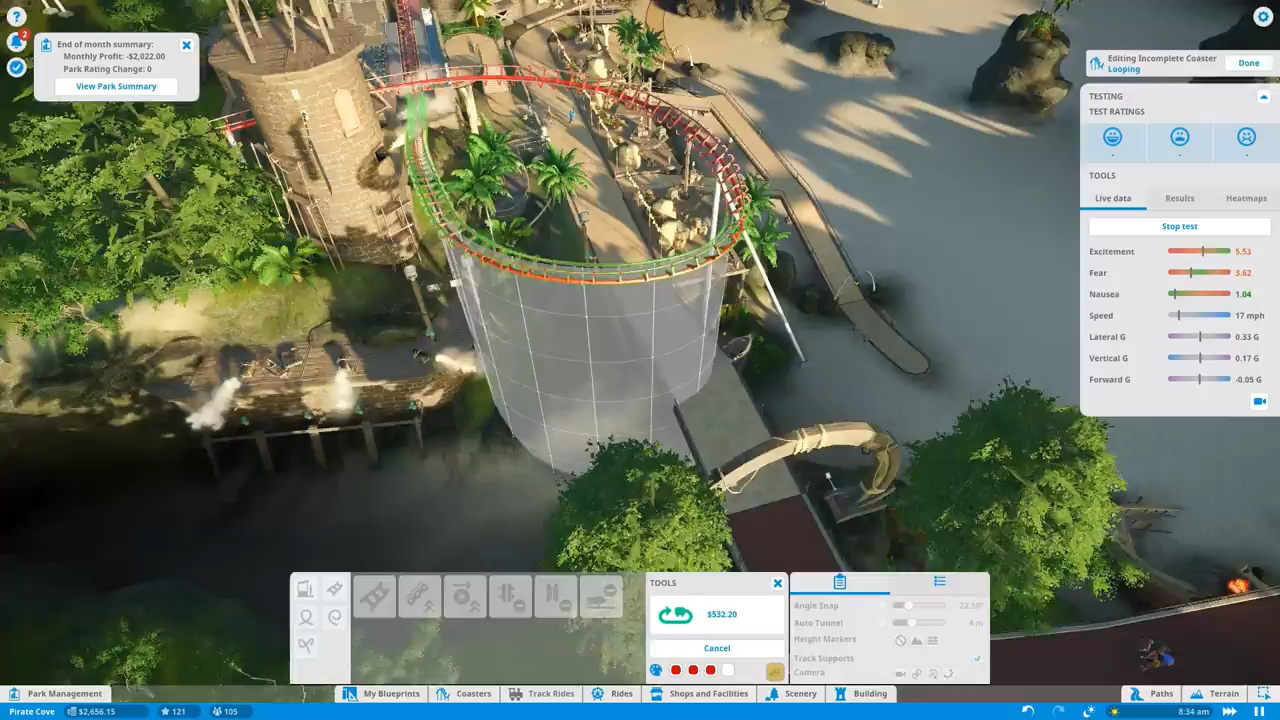 ?
2
End of month summary:
Monthly Profit: -$2,022.00
Park Rating Change: 0
View Park Summary
Editing Incomplete Coaster
Looping
Done
TESTING
TEST RATINGS
- - -
TOOLS
Live data Results Heatmaps
Stop test
Excitement 5.53
Fear 3.62
Nausea 1.04
Speed 17 mph
Lateral G 0.33 G
Vertical G 0.17 G
Forward G -0.05 G
TOOLS
$532.20
Cancel
Angle Snap 22.50°
Auto Tunnel 4 m
Height Markers
Track Supports
Camera
Park Management My Blueprints Coasters Track Rides Rides Shops and Facilities Scenery Building Paths Terrain
Pirate Cove $2,656.15 121 105 8:34 am